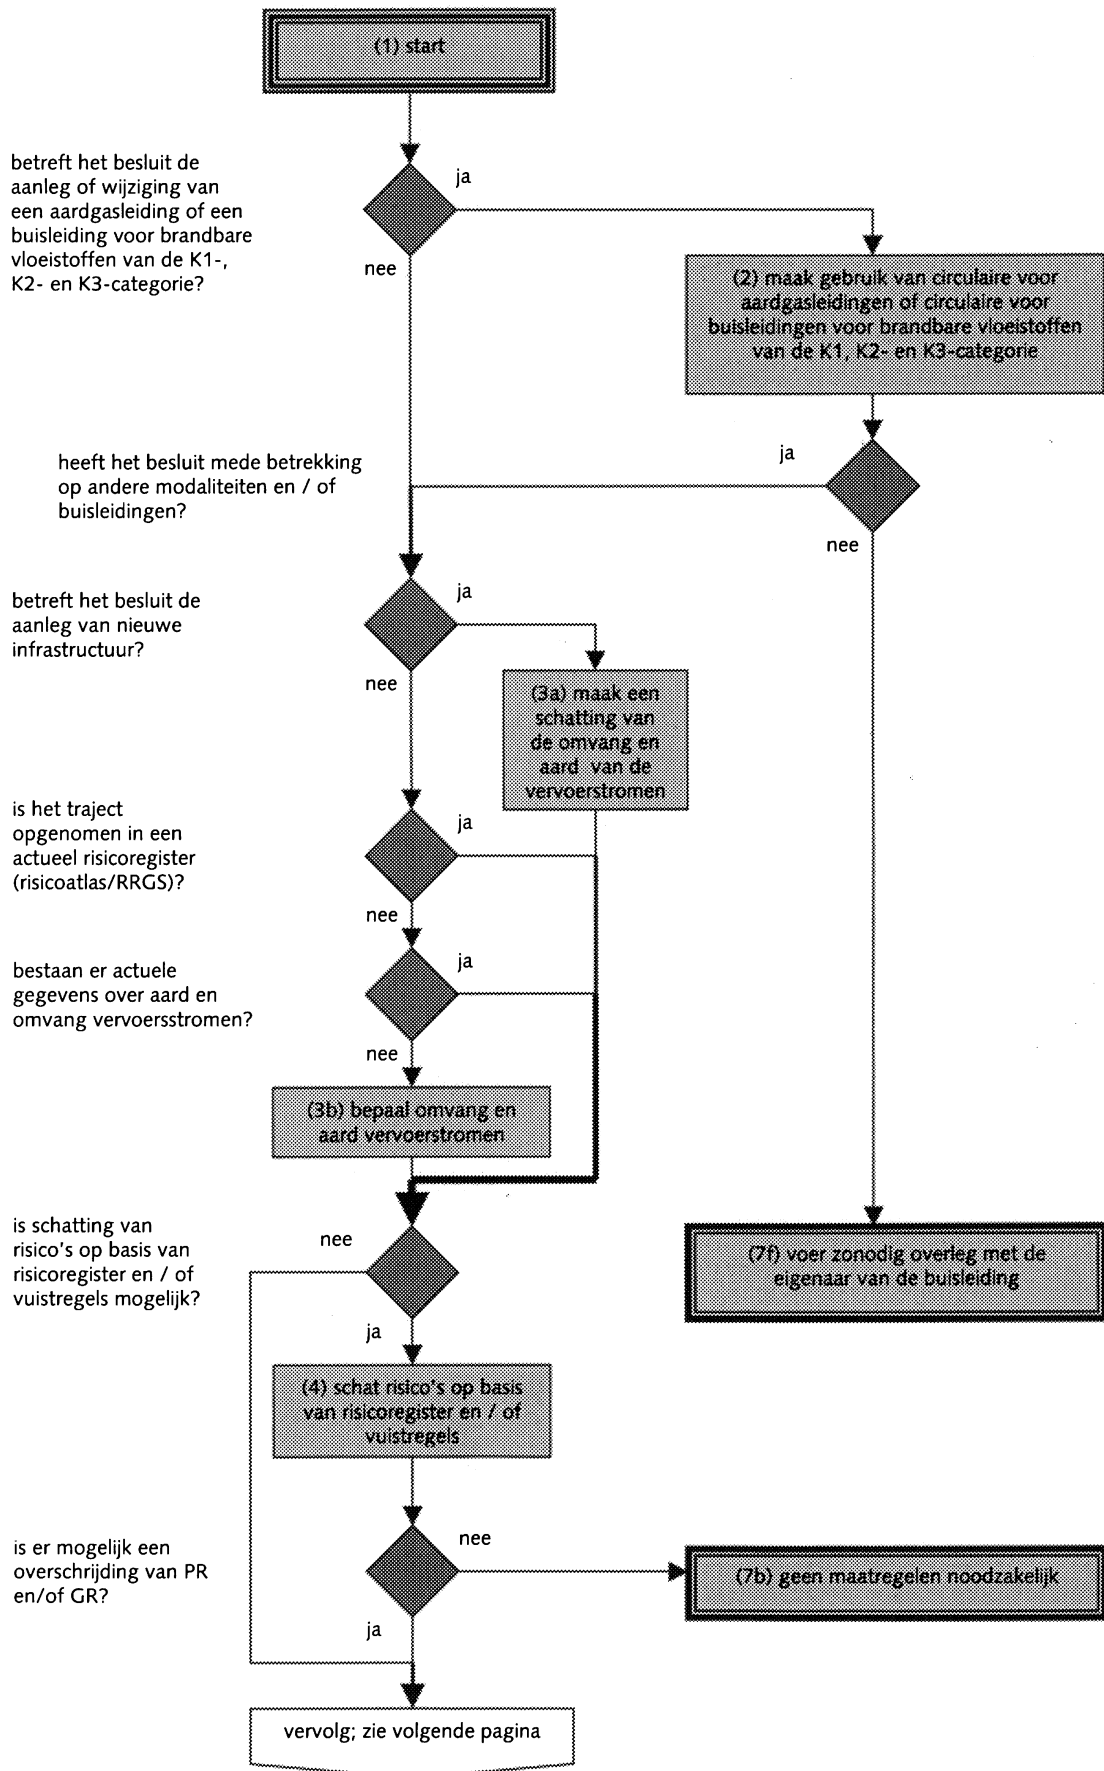 (1) start
betreft het besluit de
aanleg of wijziging van
een aardgasleiding of een
buisleiding voor brandbare
vloeistoffen van de K1-,
K2- en K3-categorie?
ja
nee
(2) maak gebruik van circulaire voor
aardgasleidingen of circulaire voor
buisleidingen voor brandbare vloeistoffen
van de K1, K2- en K3-categorie
heeft het besluit mede betrekking
op andere modaliteiten en / of
buisleidingen?
ja
nee
betreft het besluit de
aanleg van nieuwe
infrastructuur?
ja
nee
(3a) maak een
schatting van
de omvang en
aard van de
vervoerstromen
is het traject
opgenomen in een
actueel risicoregister
(risicoatlas/RRGS)?
ja
nee
bestaan er actuele
gegevens over aard en
omvang vervoersstromen?
ja
nee
(3b) bepaal omvang en
aard vervoerstromen
is schatting van
risico's op basis van
risicoregister en / of
vuistregels mogelijk?
nee
ja
(7f) voer zonodig overleg met de
eigenaar van de buisleiding
(4) schat risico's op basis
van risicoregister en / of
vuistregels
is er mogelijk een
overschrijding van PR
en/of GR?
nee
ja
(7b) geen maatregelen noodzakelijk
vervolg; zie volgende pagina